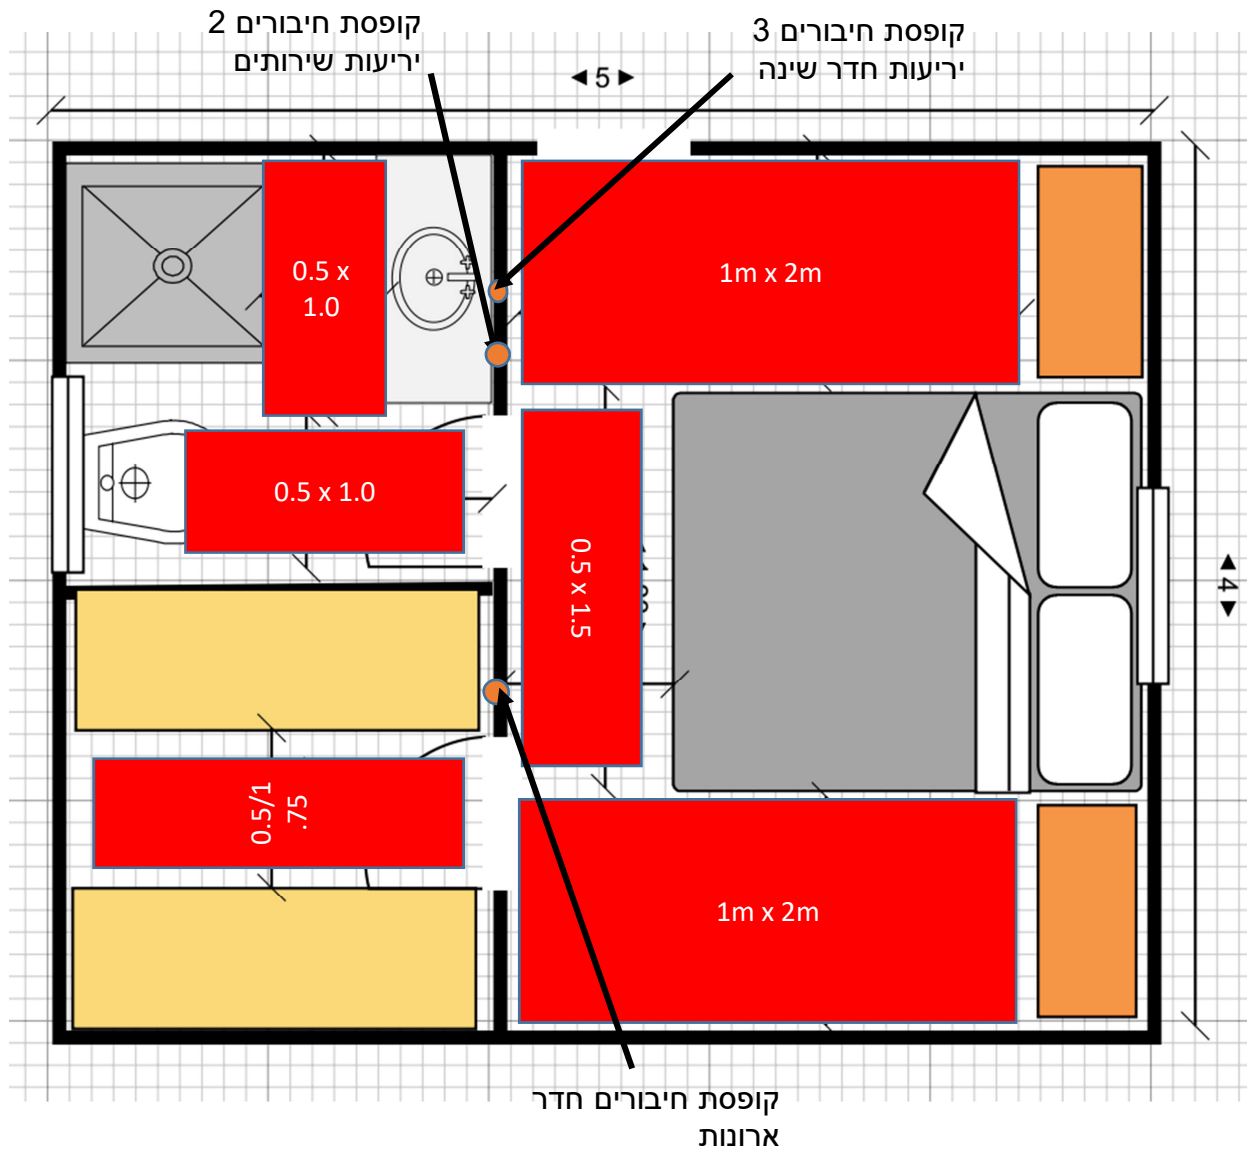 קופסת חיבורים 2
יריעות שירותים
קופסת חיבורים 3
יריעות חדר שינה
5
0.5 x
1.0
1m x 2m
0.5 x 1.0
0.5 x 1.5
4
0.5/1
.75
1m x 2m
קופסת חיבורים חדר
ארונות